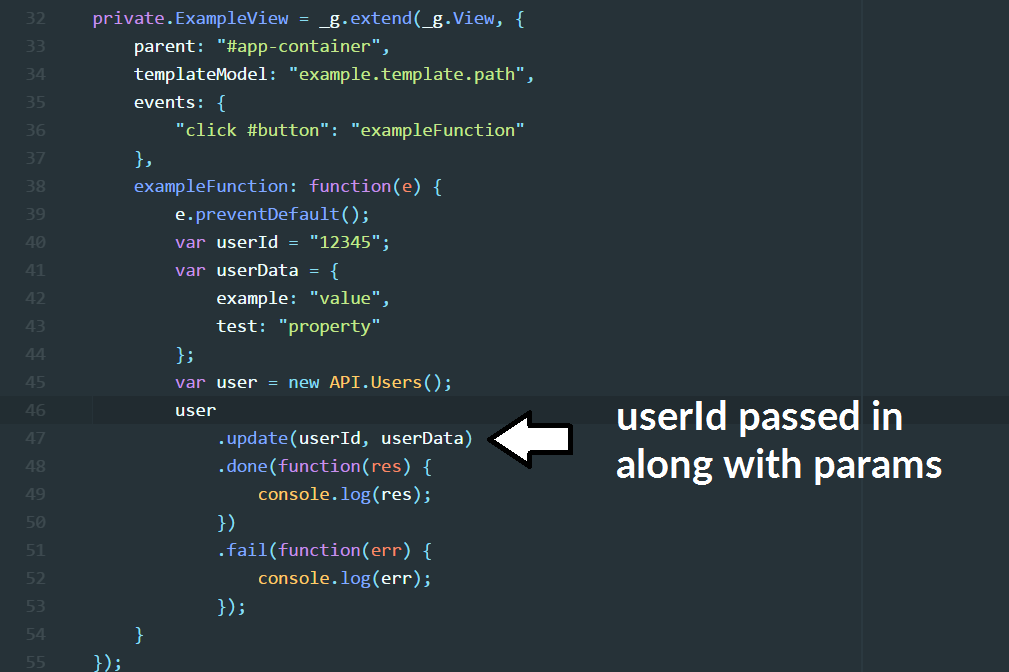 32 private.ExampleView = _g.extend(_g.View, {
33 parent: "#app-container",
34 templateModel: "example.template.path",
35 events: {
36 "click #button": "exampleFunction"
37 },
38 exampleFunction: function(e) {
39 e.preventDefault();
40 var userId = "12345";
41 var userData = {
42 example: "value",
43 test: "property"
44 };
45 var user = new API.Users();
46 user
47 .update(userId, userData)
48 .done(function(res) {
49 console.log(res);
50 })
51 .fail(function(err) {
52 console.log(err);
53 });
54 }
55 });
userId passed in
along with params